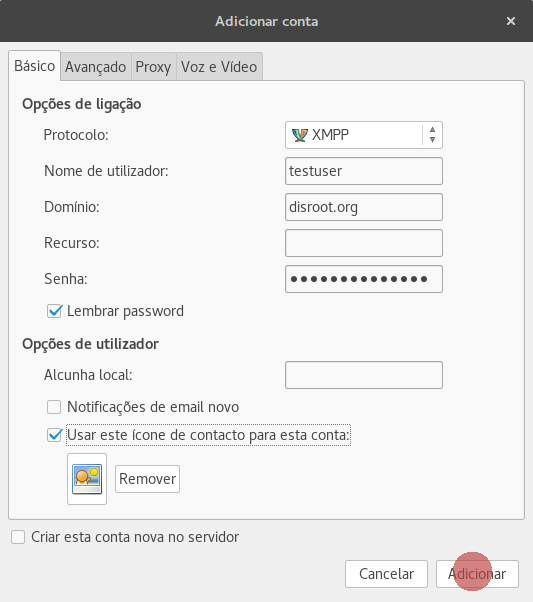 Adicionar conta
Básico Avançado Proxy Voz e Vídeo
Opções de ligação
Protocolo: XMPP
Nome de utilizador: testuser
Domínio: disroot.org
Recurso:
Senha: ●●●●●●●●●●●●●●
Lembrar password
Opções de utilizador
Alcunha local:
Notificações de email novo
Usar este ícone de contacto para esta conta:
Remover
Criar esta conta nova no servidor
Cancelar Adicionar